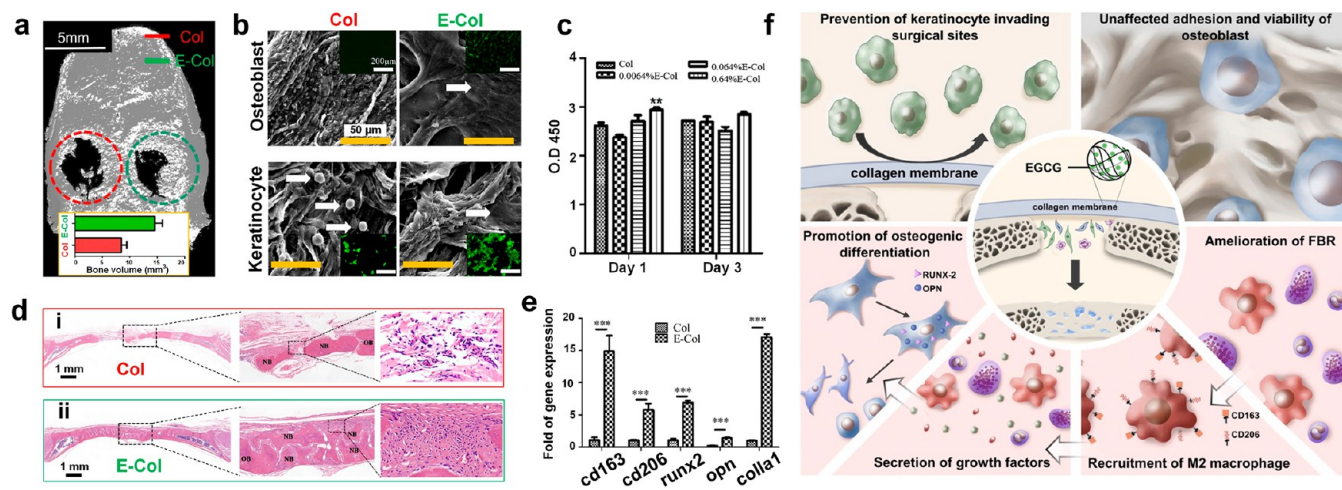 a
5mm
Col
E-Col
E-Col
Col
0 5 10 15 20
Bone volume (mm³)
b
Col
E-Col
Osteoblast
200μm
50 μm
Keratinocyte
c
Col
0.0064%E-Col
0.064%E-Col
0.64%E-Col
O.D 450
4
3
2
1
0
**
Day 1
Day 3
d
i
1 mm
Col
NB
NB
OB
ii
1 mm
E-Col
OB
NB
NB
NB
e
Col
E-Col
Fold of gene expression
20
15
10
5
0
***
***
***
***
***
cd163
cd206
runx2
opn
colla1
f
Prevention of keratinocyte invading
surgical sites
collagen membrane
Unaffected adhesion and viability of
osteoblast
EGCG
collagen membrane
Promotion of osteogenic
differentiation
RUNX-2
OPN
Amelioration of FBR
CD163
CD206
Secretion of growth factors
Recruitment of M2 macrophage